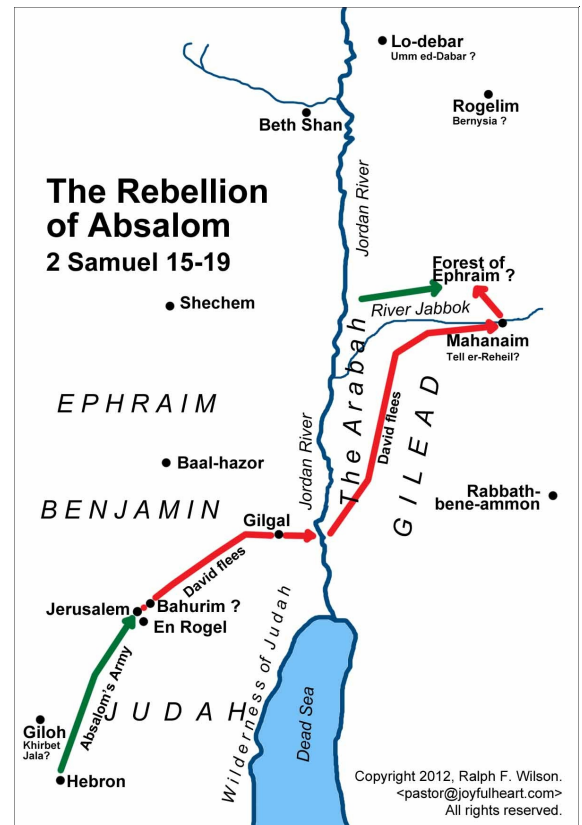 Lo-debar
Umm ed-Dabar ?
Rogelim
Bernysia ?
Beth Shan
The Rebellion
of Absalom
2 Samuel 15-19
Jordan River
Forest of
Ephraim ?
Shechem
River Jabbok
Mahanaim
Tell er-Reheil?
The Arabah
EPHRAIM
David flees
GILEAD
Baal-hazor
Jordan River
Rabbath-
bene-ammon
BENJAMIN
Gilgal
David flees
Jerusalem
Bahurim ?
En Rogel
Wilderness of Judah
Absalom's Army
JUDAH
Dead Sea
Giloh
Khirbet
Jala?
Hebron
Copyright 2012, Ralph F. Wilson.
<pastor@joyfulheart.com>
All rights reserved.